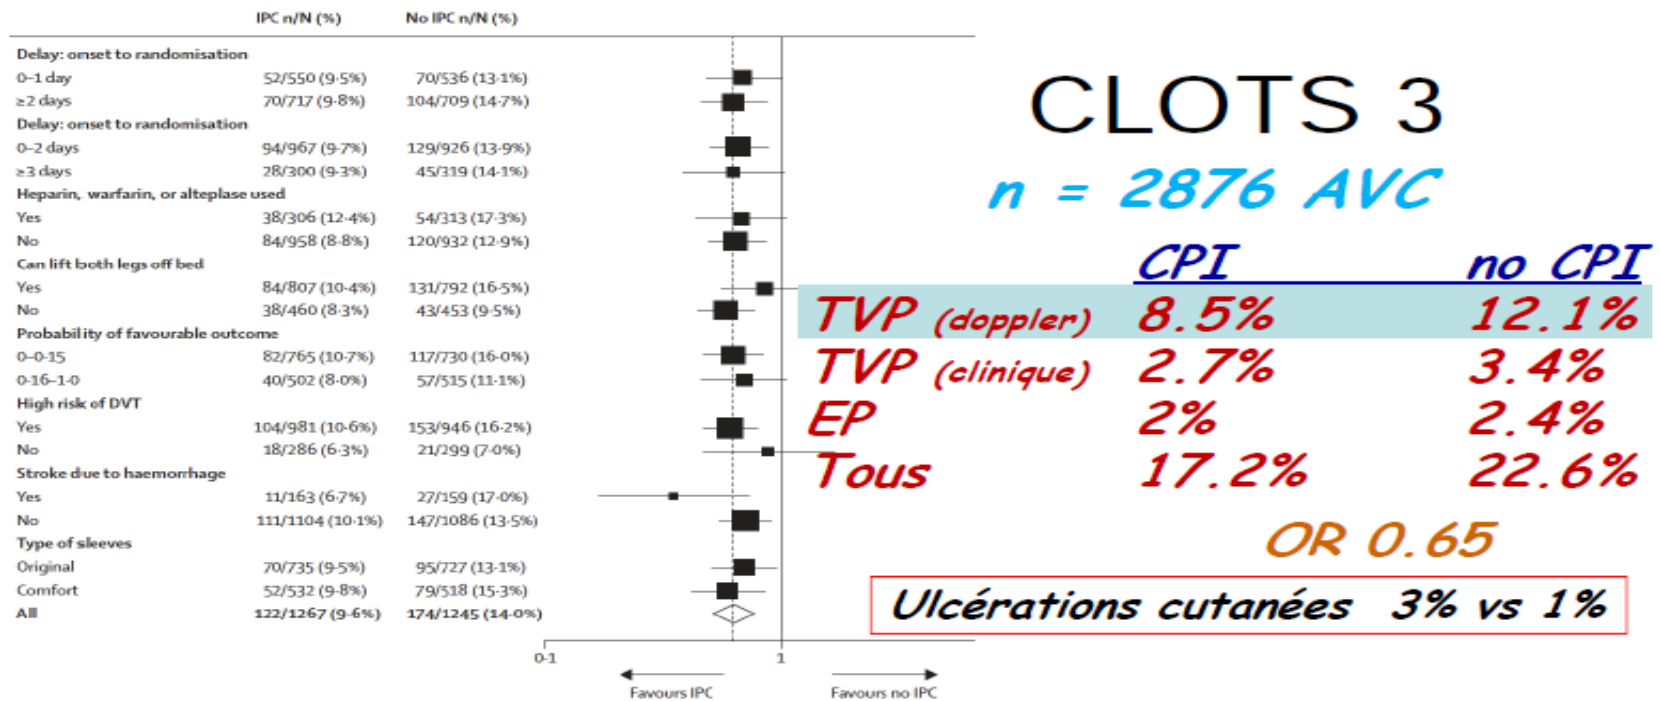 IPC n/N (%) No IPC n/N (%)
Delay: onset to randomisation
0–1 day 52/550 (9·5%) 70/536 (13·1%)
≥2 days 70/717 (9·8%) 104/709 (14·7%)
Delay: onset to randomisation
0–2 days 94/967 (9·7%) 129/926 (13·9%)
≥3 days 28/300 (9·3%) 45/319 (14·1%)
Heparin, warfarin, or alteplase used
Yes 38/306 (12·4%) 54/313 (17·3%)
No 84/958 (8·8%) 120/932 (12·9%)
Can lift both legs off bed
Yes 84/807 (10·4%) 131/792 (16·5%)
No 38/460 (8·3%) 43/453 (9·5%)
Probability of favourable outcome
0–0·15 82/765 (10·7%) 117/730 (16·0%)
0·16–1·0 40/502 (8·0%) 57/515 (11·1%)
High risk of DVT
Yes 104/981 (10·6%) 153/946 (16·2%)
No 18/286 (6·3%) 21/299 (7·0%)
Stroke due to haemorrhage
Yes 11/163 (6·7%) 27/159 (17·0%)
No 111/1104 (10·1%) 147/1086 (13·5%)
Type of sleeves
Original 70/735 (9·5%) 95/727 (13·1%)
Comfort 52/532 (9·8%) 79/518 (15·3%)
All 122/1267 (9·6%) 174/1245 (14·0%)
0·1 1
Favours IPC Favours no IPC
CLOTS 3
n = 2876 AVC
CPI no CPI
TVP (doppler) 8.5% 12.1%
TVP (clinique) 2.7% 3.4%
EP 2% 2.4%
Tous 17.2% 22.6%
OR 0.65
Ulcérations cutanées 3% vs 1%